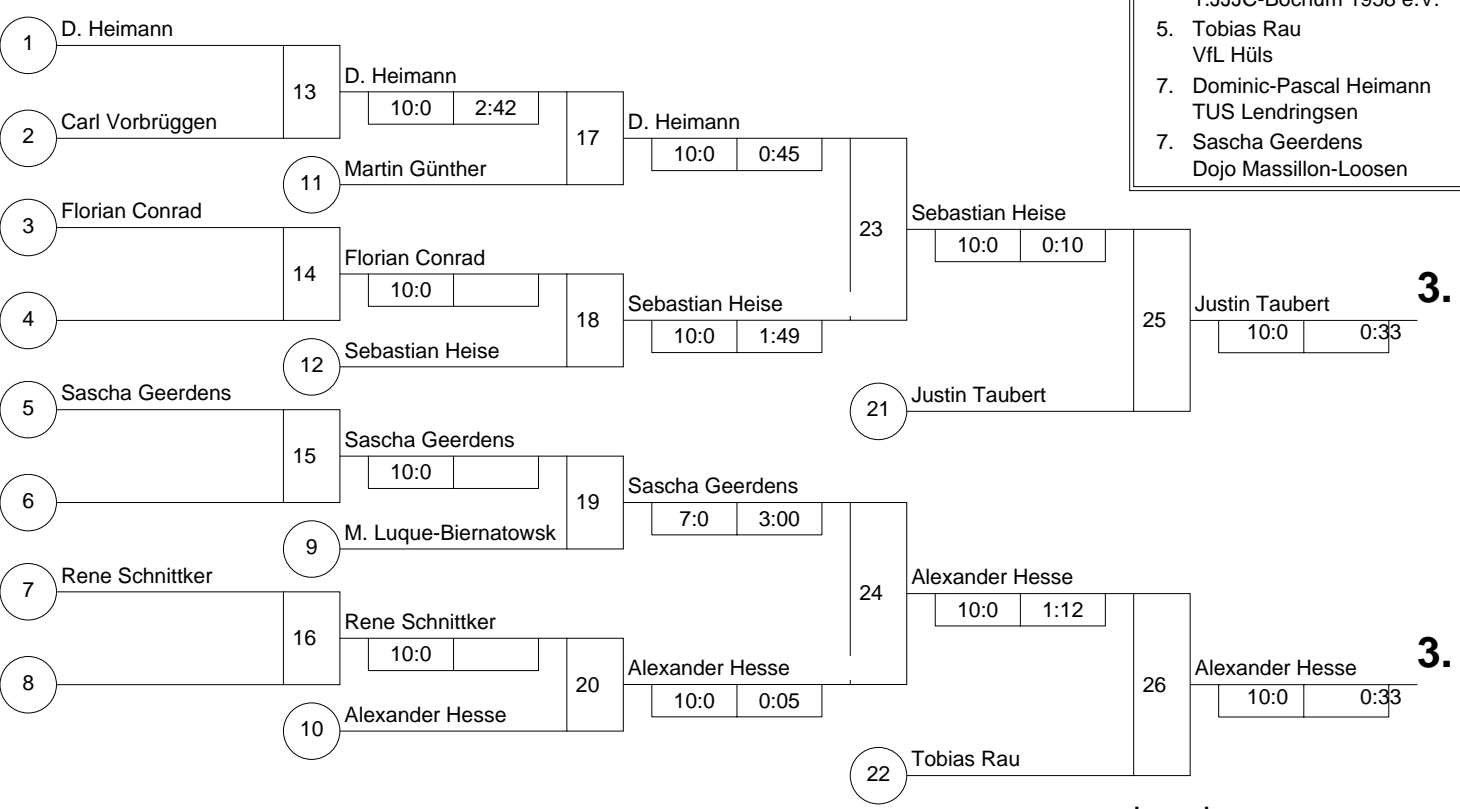 1.JJJC-Bochum 1958 e.V.
5. Tobias Rau
VfL Hüls
7. Dominic-Pascal Heimann
TUS Lendringsen
7. Sascha Geerdens
Dojo Massillon-Loosen
1 D. Heimann
13
D. Heimann
10:0 2:42
2 Carl Vorbrüggen
17
D. Heimann
10:0 0:45
11 Martin Günther
3 Florian Conrad
23
Sebastian Heise
10:0 0:10
14
Florian Conrad
10:0
4
18
Sebastian Heise
10:0 1:49
12 Sebastian Heise
25
Justin Taubert
10:0 0:33
3.
5 Sascha Geerdens
21 Justin Taubert
15
Sascha Geerdens
10:0
6
19
Sascha Geerdens
7:0 3:00
9 M. Luque-Biernatowsk
7 Rene Schnittker
24
Alexander Hesse
10:0 1:12
16
Rene Schnittker
10:0
8
20
Alexander Hesse
10:0 0:05
10 Alexander Hesse
26
Alexander Hesse
10:0 0:33
3.
22 Tobias Rau